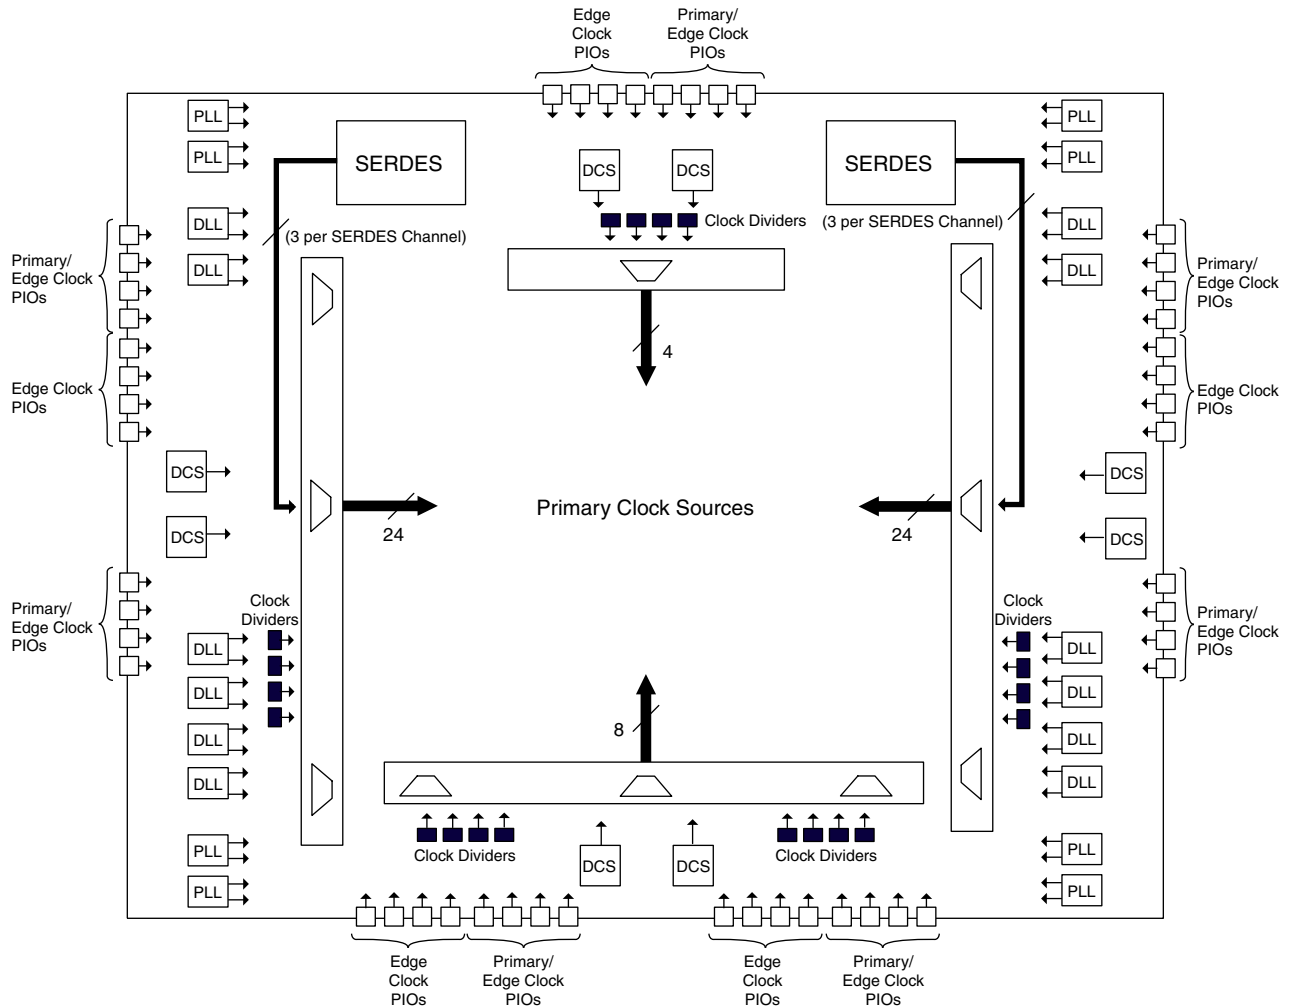 Edge
Clock
PIOs
Primary/
Edge Clock
PIOs
PLL
PLL
SERDES
DCS
DCS
SERDES
PLL
PLL
DLL
DLL
(3 per SERDES Channel)
Clock Dividers
(3 per SERDES Channel)
DLL
DLL
Primary/
Edge Clock
PIOs
Primary/
Edge Clock
PIOs
4
Edge Clock
PIOs
Edge Clock
PIOs
DCS
DCS
DCS
DCS
24
Primary Clock Sources
24
Primary/
Edge Clock
PIOs
Clock
Dividers
Clock
Dividers
Primary/
Edge Clock
PIOs
DLL
DLL
DLL
DLL
8
DLL
DLL
DLL
DLL
PLL
PLL
Clock Dividers
DCS
DCS
Clock Dividers
PLL
PLL
Edge
Clock
PIOs
Primary/
Edge Clock
PIOs
Edge
Clock
PIOs
Primary/
Edge Clock
PIOs